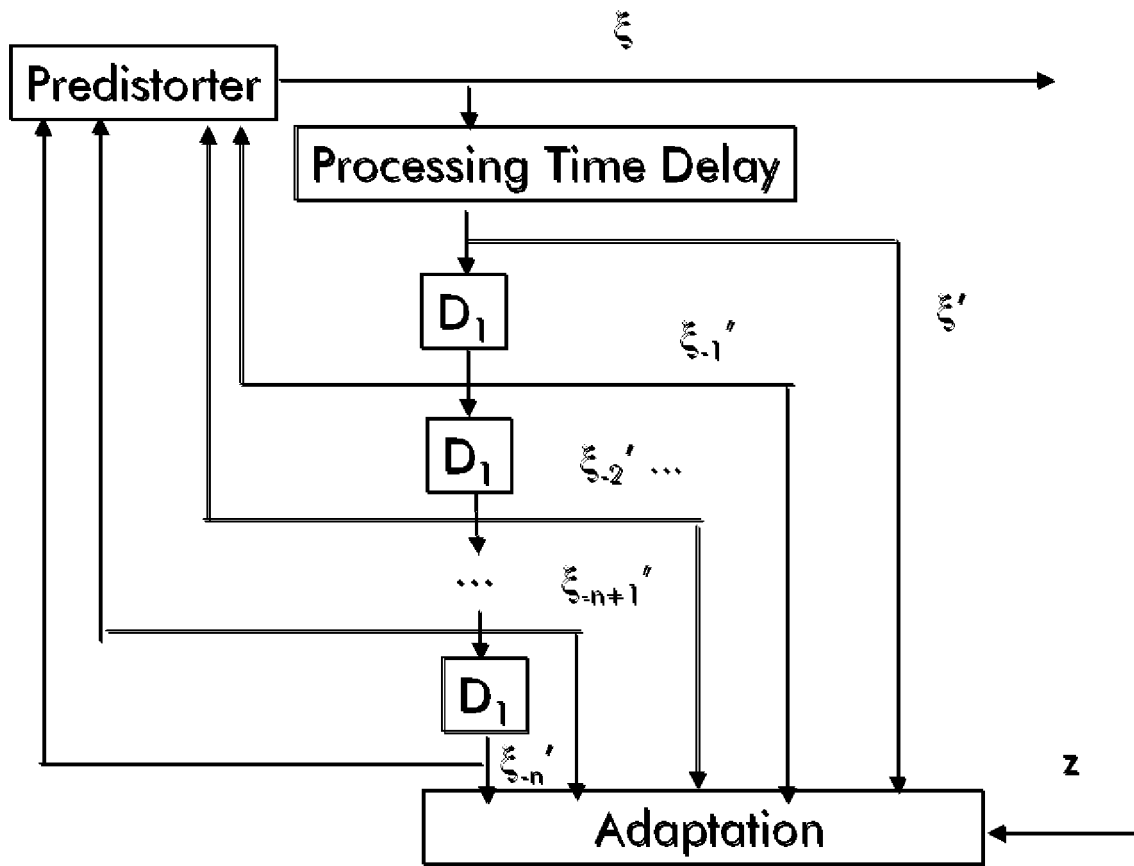 ξ
Predistorter
Processing Time Delay
D₁
ξ'
ξ₋₁'
D₁
ξ₋₂' ...
...
ξ₋ₙ₊₁'
D₁
ξ₋ₙ'
z
Adaptation